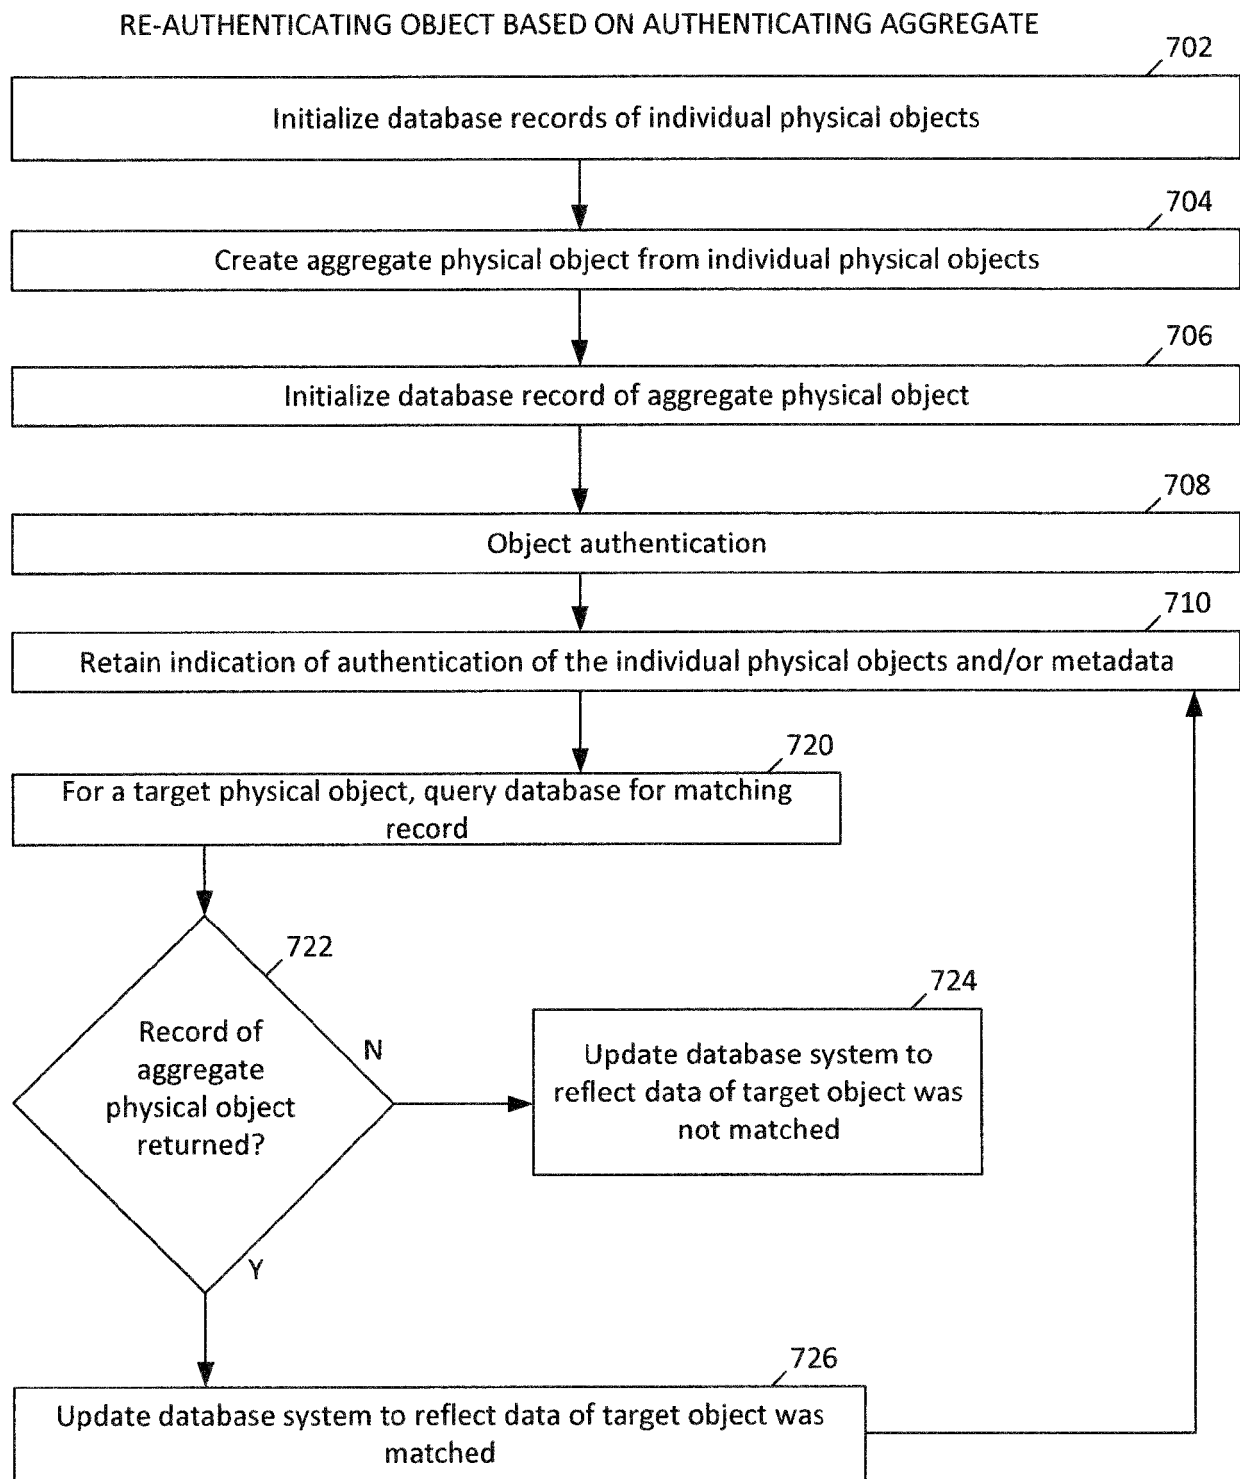 RE-AUTHENTICATING OBJECT BASED ON AUTHENTICATING AGGREGATE
702
Initialize database records of individual physical objects
704
Create aggregate physical object from individual physical objects
706
Initialize database record of aggregate physical object
708
Object authentication
710
Retain indication of authentication of the individual physical objects and/or metadata
720
For a target physical object, query database for matching
record
722
Record of
aggregate
physical object
returned?
N
724
Update database system to
reflect data of target object was
not matched
Y
726
Update database system to reflect data of target object was
matched